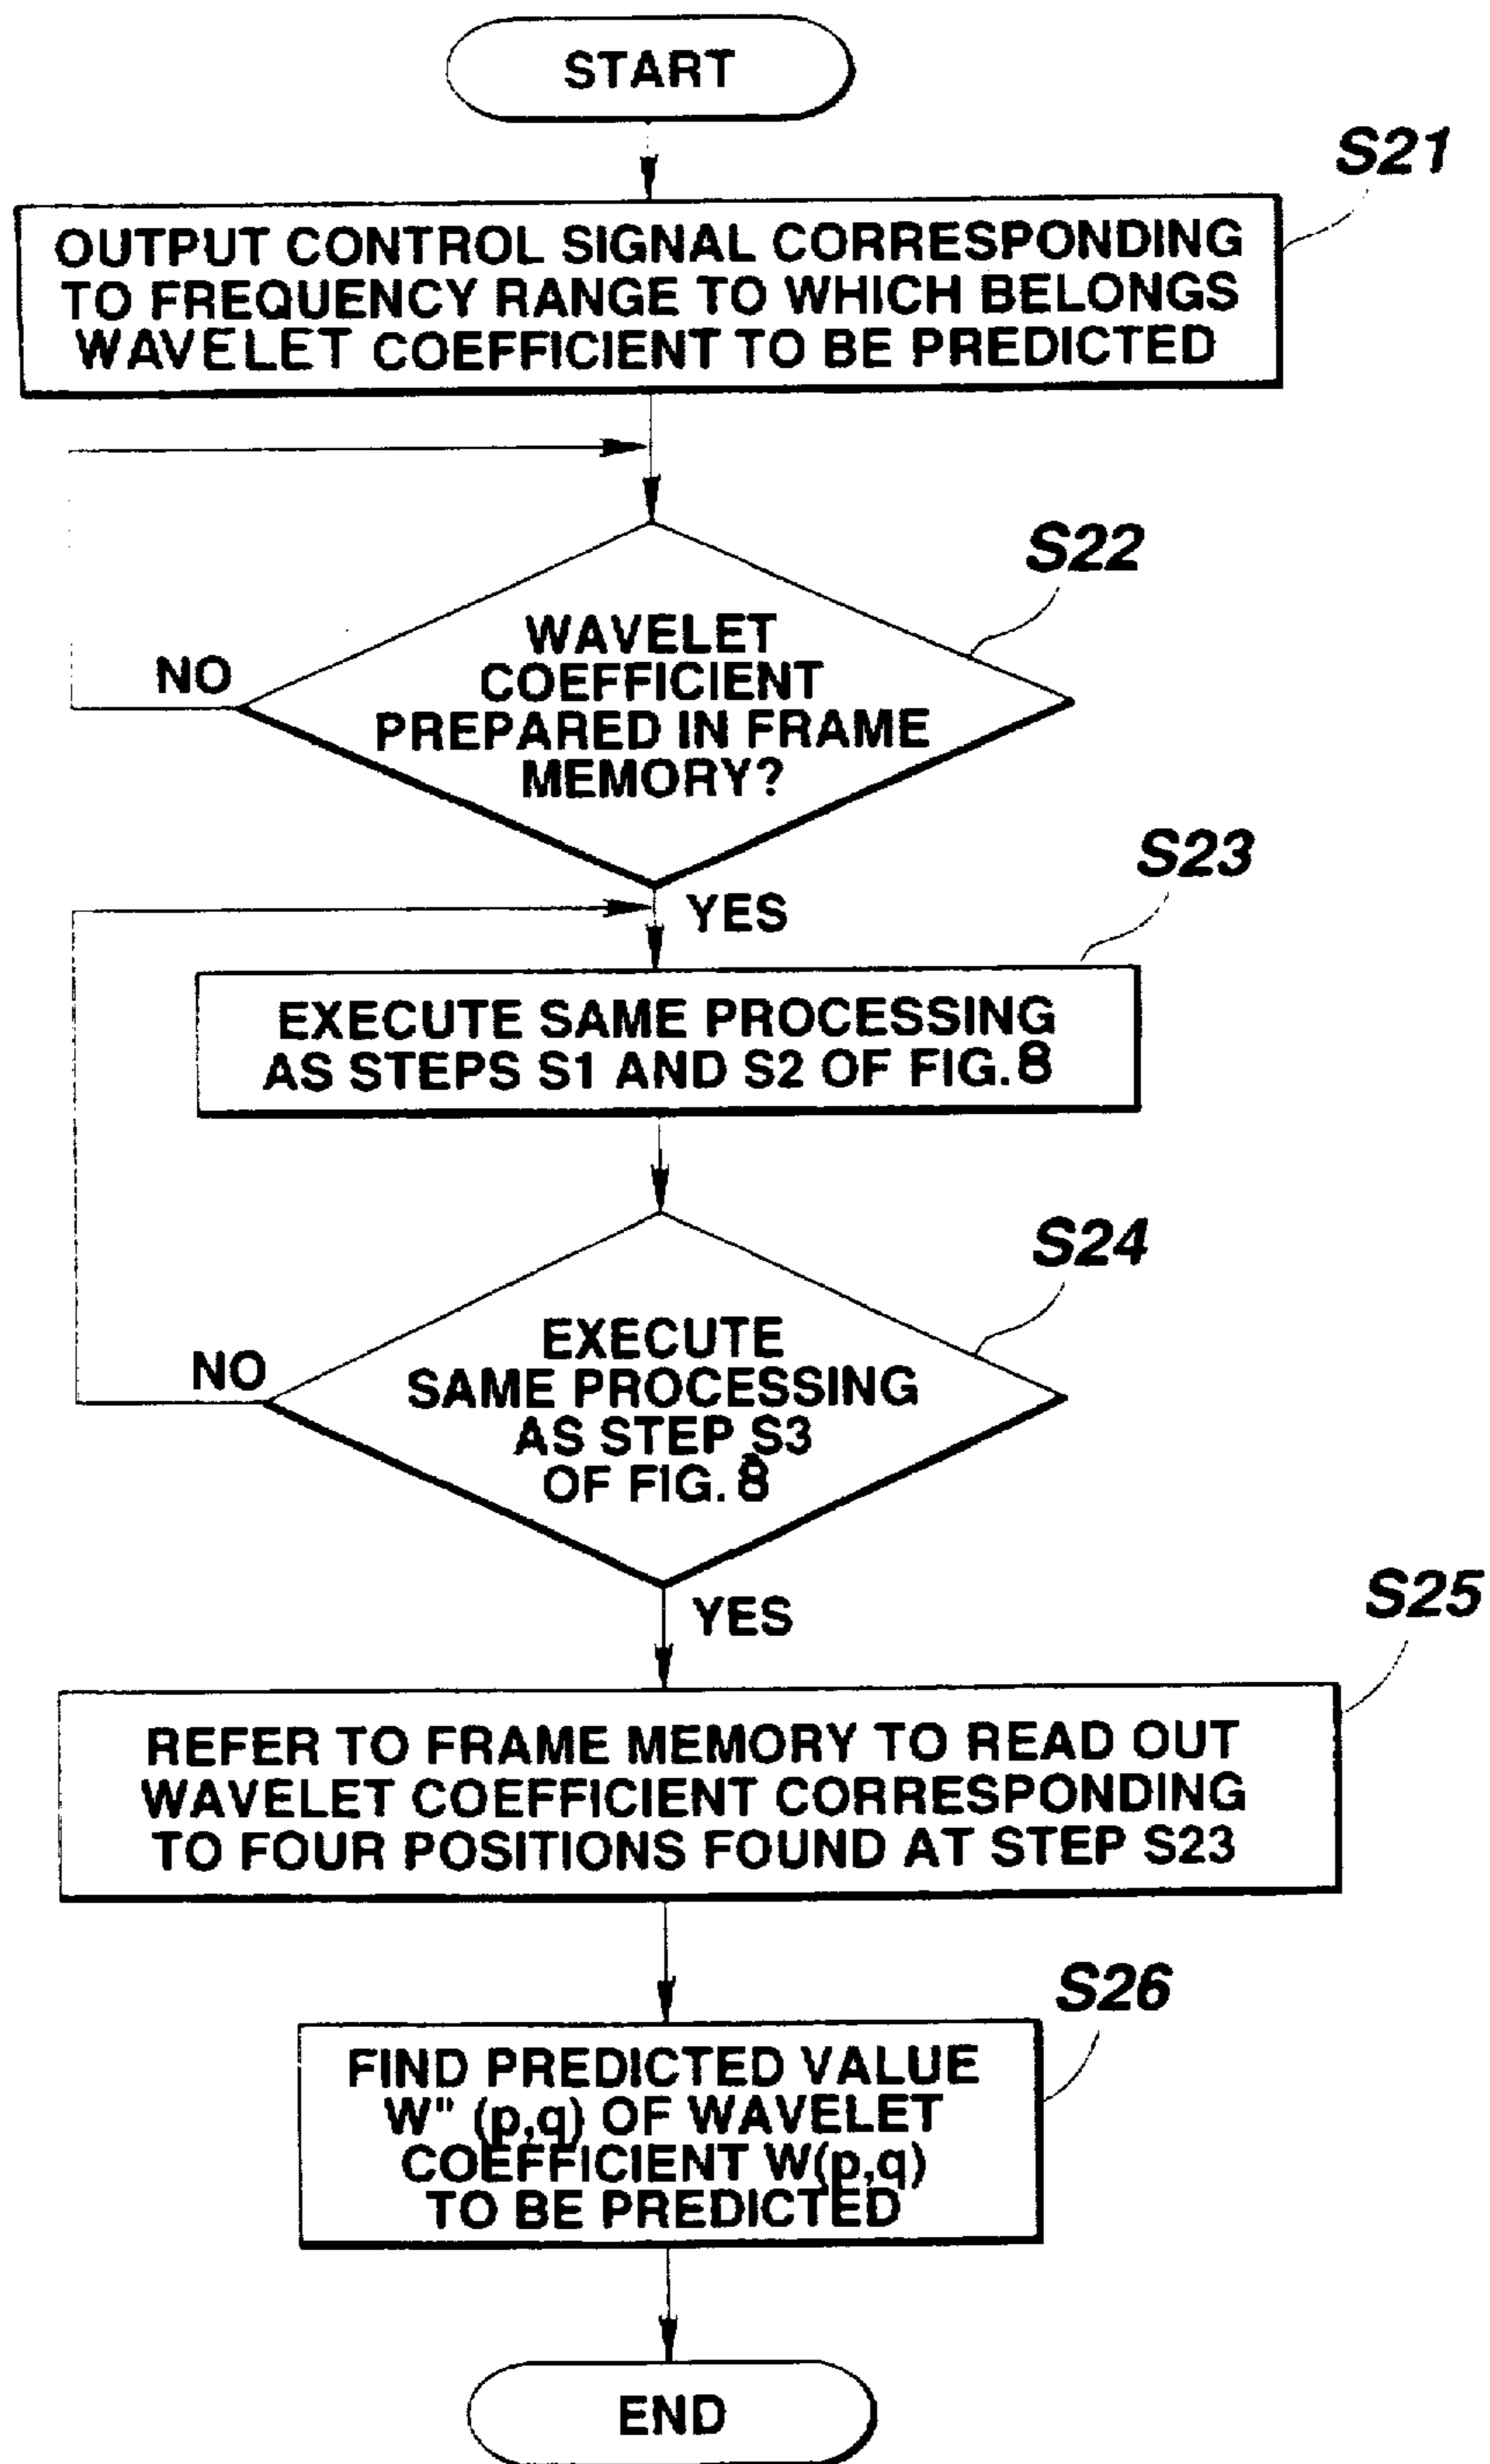 START
S21
OUTPUT CONTROL SIGNAL CORRESPONDING
TO FREQUENCY RANGE TO WHICH BELONGS
WAVELET COEFFICIENT TO BE PREDICTED
S22
WAVELET
COEFFICIENT
PREPARED IN FRAME
MEMORY?
NO
YES
S23
EXECUTE SAME PROCESSING
AS STEPS S1 AND S2 OF FIG.8
S24
EXECUTE
SAME PROCESSING
AS STEP S3
OF FIG.8
NO
YES
S25
REFER TO FRAME MEMORY TO READ OUT
WAVELET COEFFICIENT CORRESPONDING
TO FOUR POSITIONS FOUND AT STEP S23
S26
FIND PREDICTED VALUE
W" (p,q) OF WAVELET
COEFFICIENT W(p,q)
TO BE PREDICTED
END